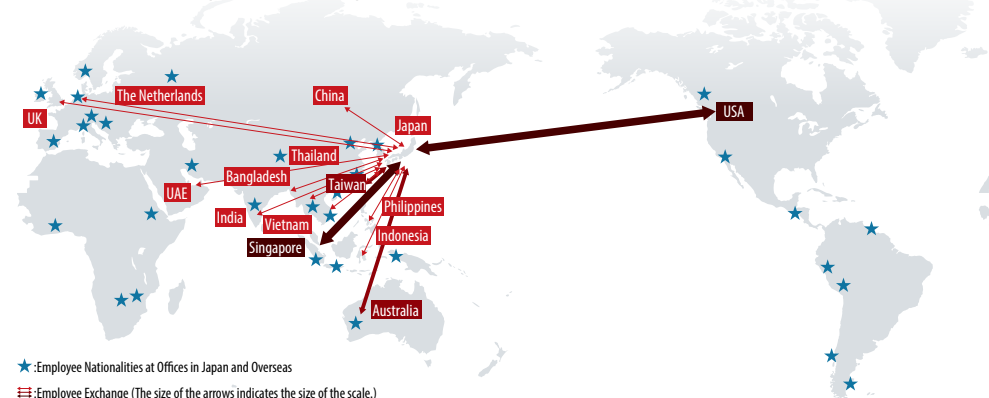 The Netherlands
China
UK
USA
Japan
Thailand
Bangladesh
Taiwan
UAE
Philippines
India
Vietnam
Indonesia
Singapore
Australia
★:Employee Nationalities at Offices in Japan and Overseas
:Employee Exchange (The size of the arrows indicates the size of the scale.)